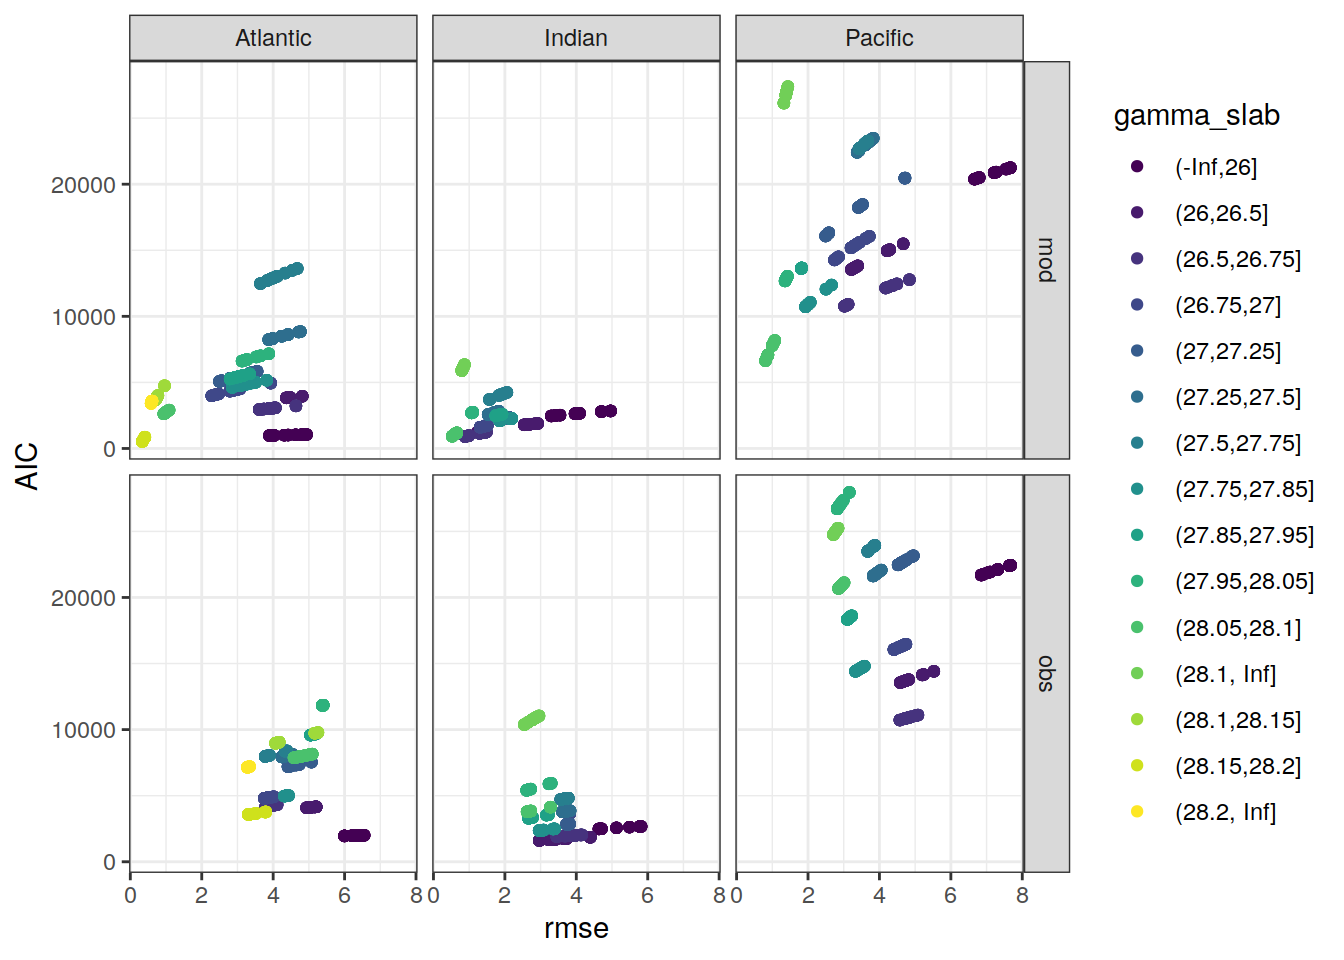 Atlantic
Indian
Pacific
mod
obs
20000
10000
0
20000
10000
0
AIC
0 2 4 6 8
0 2 4 6 8
0 2 4 6 8
rmse
gamma_slab
(-Inf,26]
(26,26.5]
(26.5,26.75]
(26.75,27]
(27,27.25]
(27.25,27.5]
(27.5,27.75]
(27.75,27.85]
(27.85,27.95]
(27.95,28.05]
(28.05,28.1]
(28.1, Inf]
(28.1,28.15]
(28.15,28.2]
(28.2, Inf]